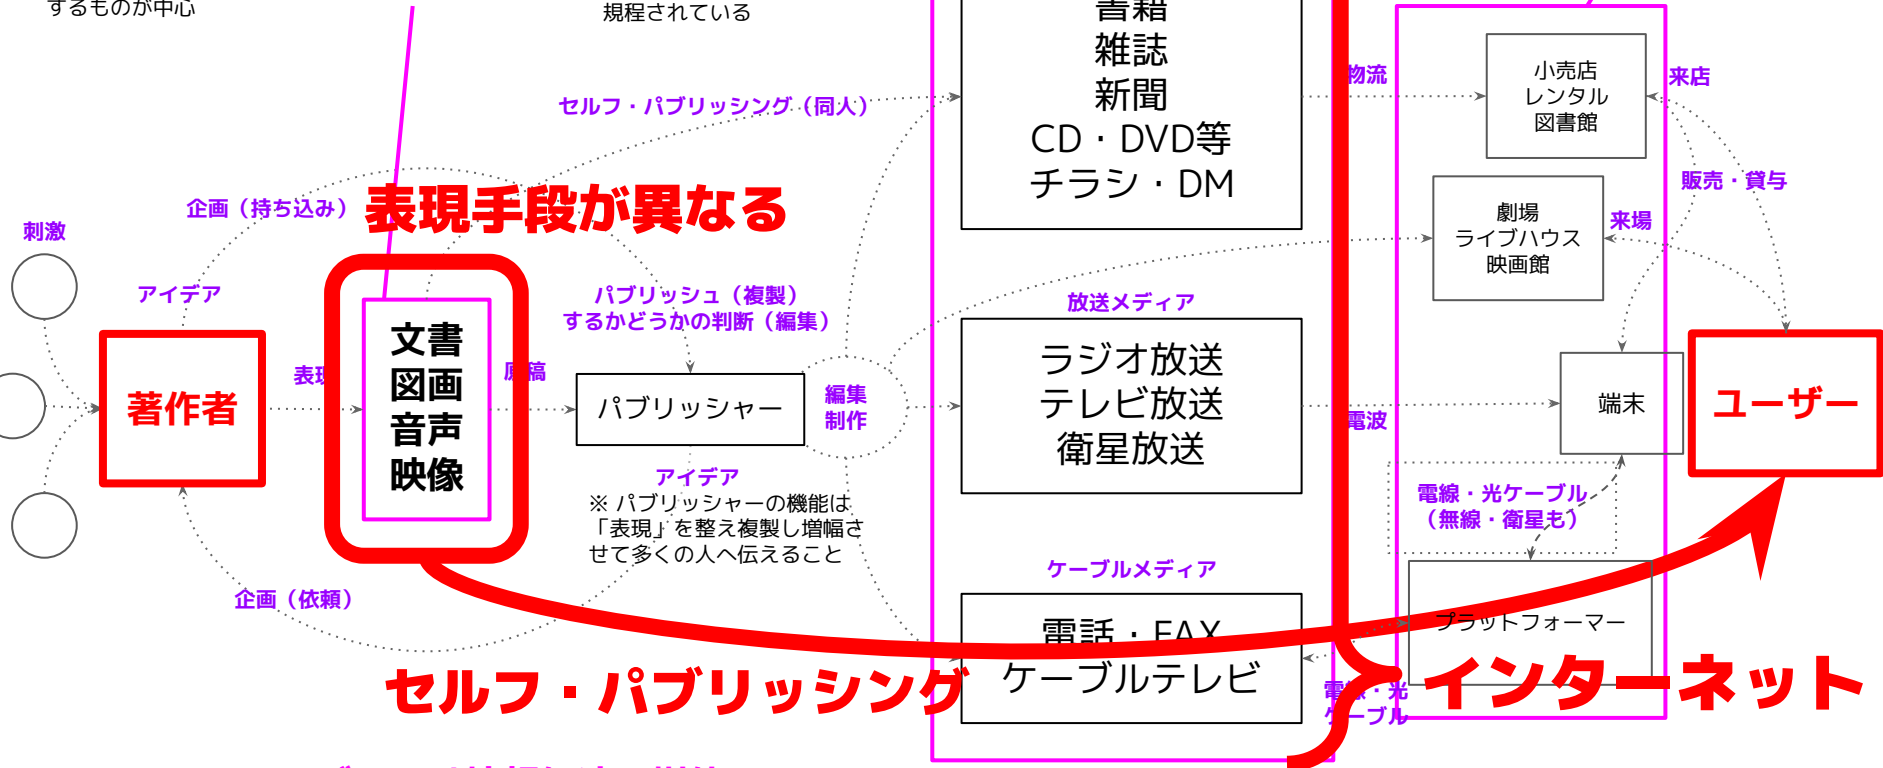 するものが中心
規程されている
書籍
雑誌
新聞
CD・DVD等
チラシ・DM
物流
小売店
レンタル
図書館
来店
セルフ・パブリッシング（同人）
販売・貸与
企画（持ち込み）
表現手段が異なる
刺激
劇場
ライブハウス
映画館
来場
アイデア
パブリッシュ（複製）
するかどうかの判断（編集）
放送メディア
著作者
表現
文書
図画
音声
映像
原稿
パブリッシャー
編集
制作
ラジオ放送
テレビ放送
衛星放送
電波
端末
ユーザー
アイデア
※ パブリッシャーの機能は
「表現」を整え複製し増幅さ
せて多くの人へ伝えること
電線・光ケーブル
（無線・衛星も）
企画（依頼）
ケーブルメディア
電話・FAX
ケーブルテレビ
プラットフォーマー
セルフ・パブリッシング
電線・光
ケーブル
インターネット